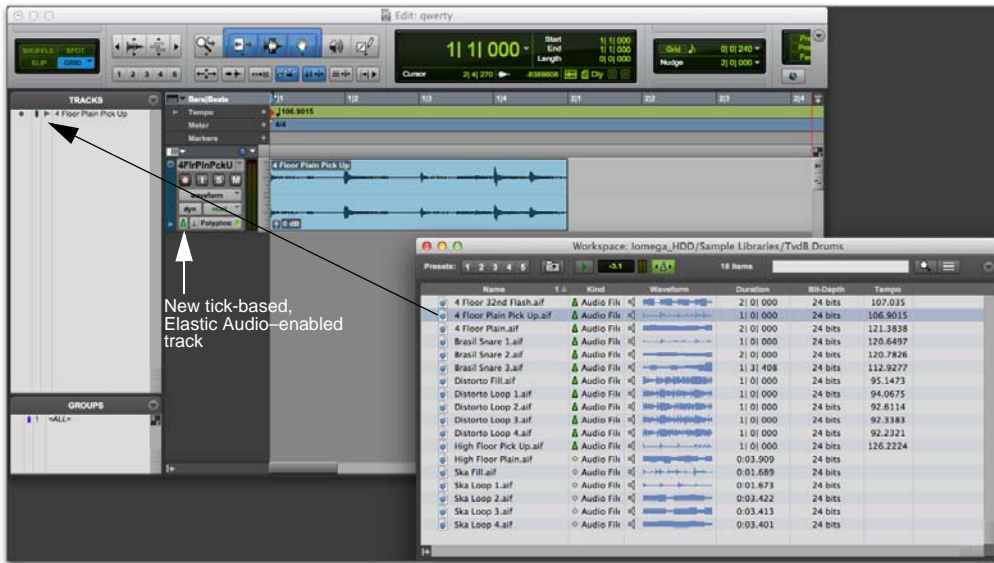 Edit: qwerty
SHUFFLE SPOT
SLIP GRID
1 2 3 4 5
1| 1| 000
Start 1| 1| 000
End 1| 1| 000
Length 0| 0| 000
Cursor 2| 4| 270 -8388608 Dly
Grid 0| 0| 240
Nudge 2| 0| 000
TRACKS
4 Floor Plain Pick Up
Bars|Beats 1|1 1|2 1|3 1|4 2|1 2|2 2|3 2|4
Tempo 106.9015
Meter 4/4
Markers
4FlrPlnPckU
I S M
waveform
dyn read
Polyphnc
4 Floor Plain Pick Up
0 dB
New tick-based,
Elastic Audio–enabled
track
GROUPS
1 <ALL>
Workspace: Iomega_HDD/Sample Libraries/TvdB Drums
Presets: 1 2 3 4 5 -3.1 18 Items
Name 1 Kind Waveform Duration Bit-Depth Tempo
4 Floor 32nd Flash.aif Audio File 2| 0| 000 24 bits 107.035
4 Floor Plain Pick Up.aif Audio File 1| 0| 000 24 bits 106.9015
4 Floor Plain.aif Audio File 2| 0| 000 24 bits 121.3838
Brasil Snare 1.aif Audio File 1| 0| 000 24 bits 120.6497
Brasil Snare 2.aif Audio File 2| 0| 000 24 bits 120.7826
Brasil Snare 3.aif Audio File 1| 3| 408 24 bits 112.9277
Distorto Fill.aif Audio File 1| 0| 000 24 bits 95.1473
Distorto Loop 1.aif Audio File 1| 0| 000 24 bits 94.0675
Distorto Loop 2.aif Audio File 1| 0| 000 24 bits 92.6114
Distorto Loop 3.aif Audio File 1| 0| 000 24 bits 92.3383
Distorto Loop 4.aif Audio File 1| 0| 000 24 bits 92.2321
High Floor Pick Up.aif Audio File 1| 0| 000 24 bits 126.2224
High Floor Plain.aif Audio File 0:03.909 24 bits
Ska Fill.aif Audio File 0:01.689 24 bits
Ska Loop 1.aif Audio File 0:01.673 24 bits
Ska Loop 2.aif Audio File 0:03.422 24 bits
Ska Loop 3.aif Audio File 0:03.413 24 bits
Ska Loop 4.aif Audio File 0:03.401 24 bits